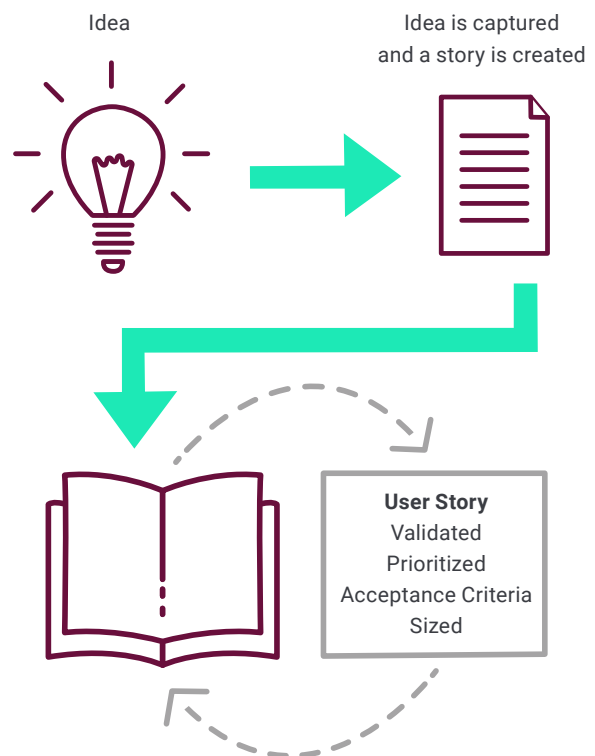 Idea
Idea is captured
and a story is created
User Story
Validated
Prioritized
Acceptance Criteria
Sized